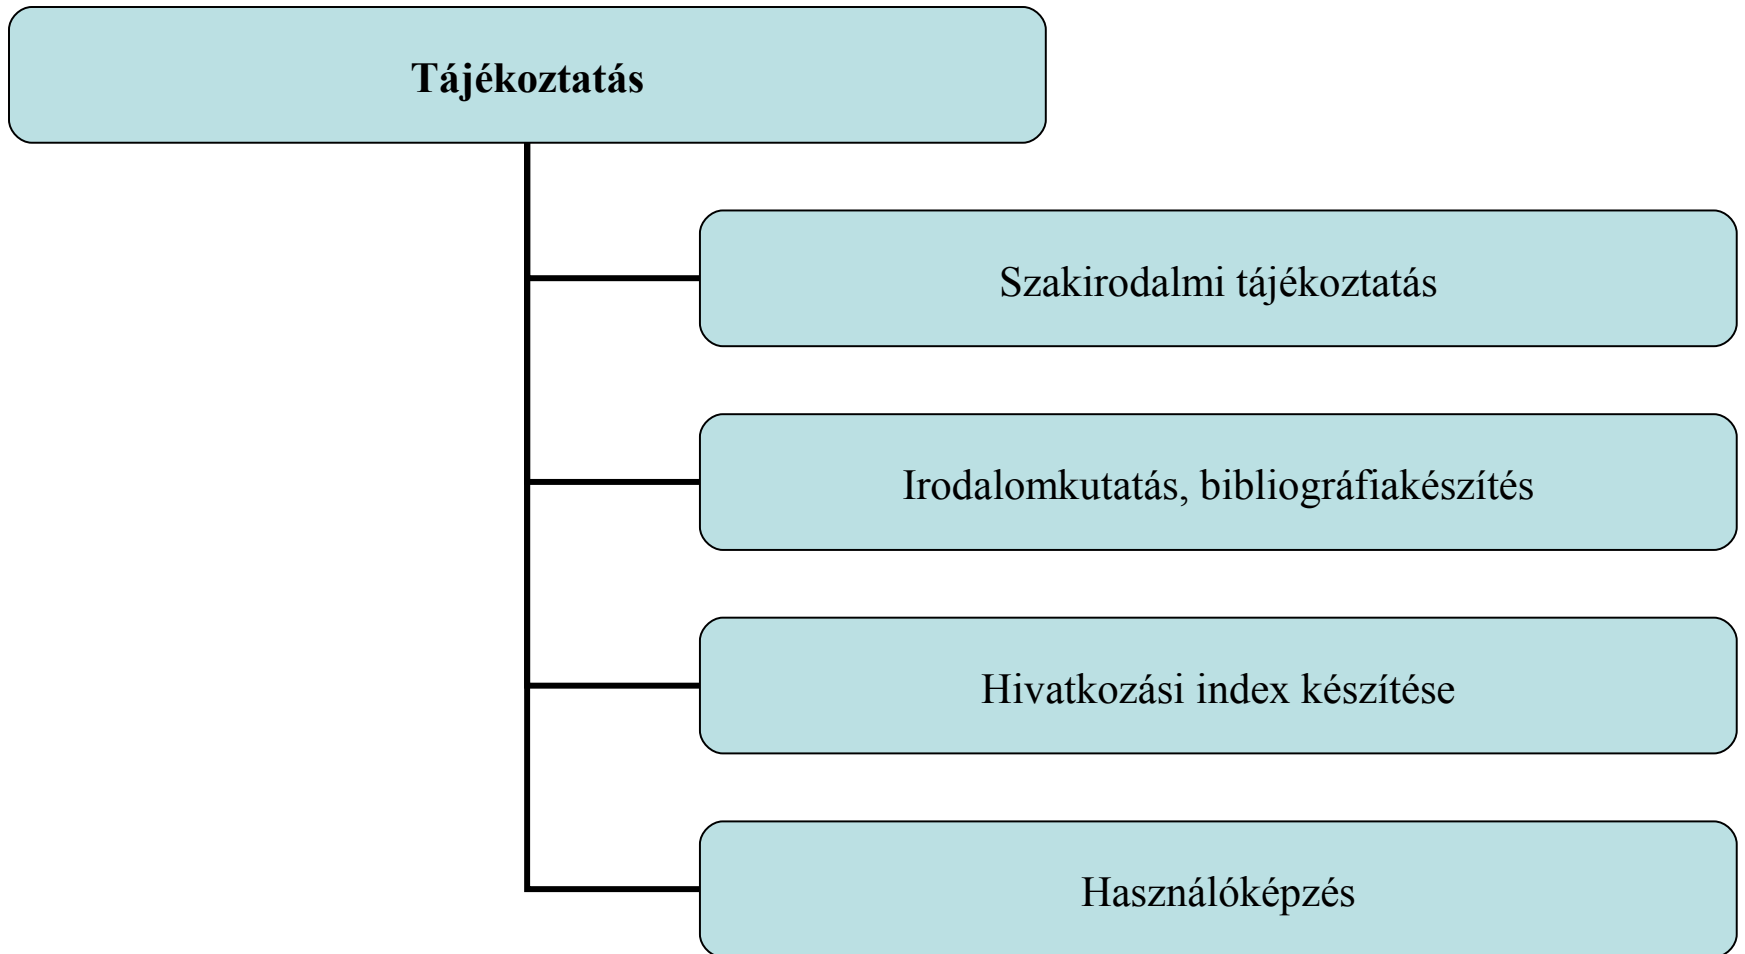 Tájékoztatás
Szakirodalmi tájékoztatás
Irodalomkutatás, bibliográfiakészítés
Hivatkozási index készítése
Használóképzés